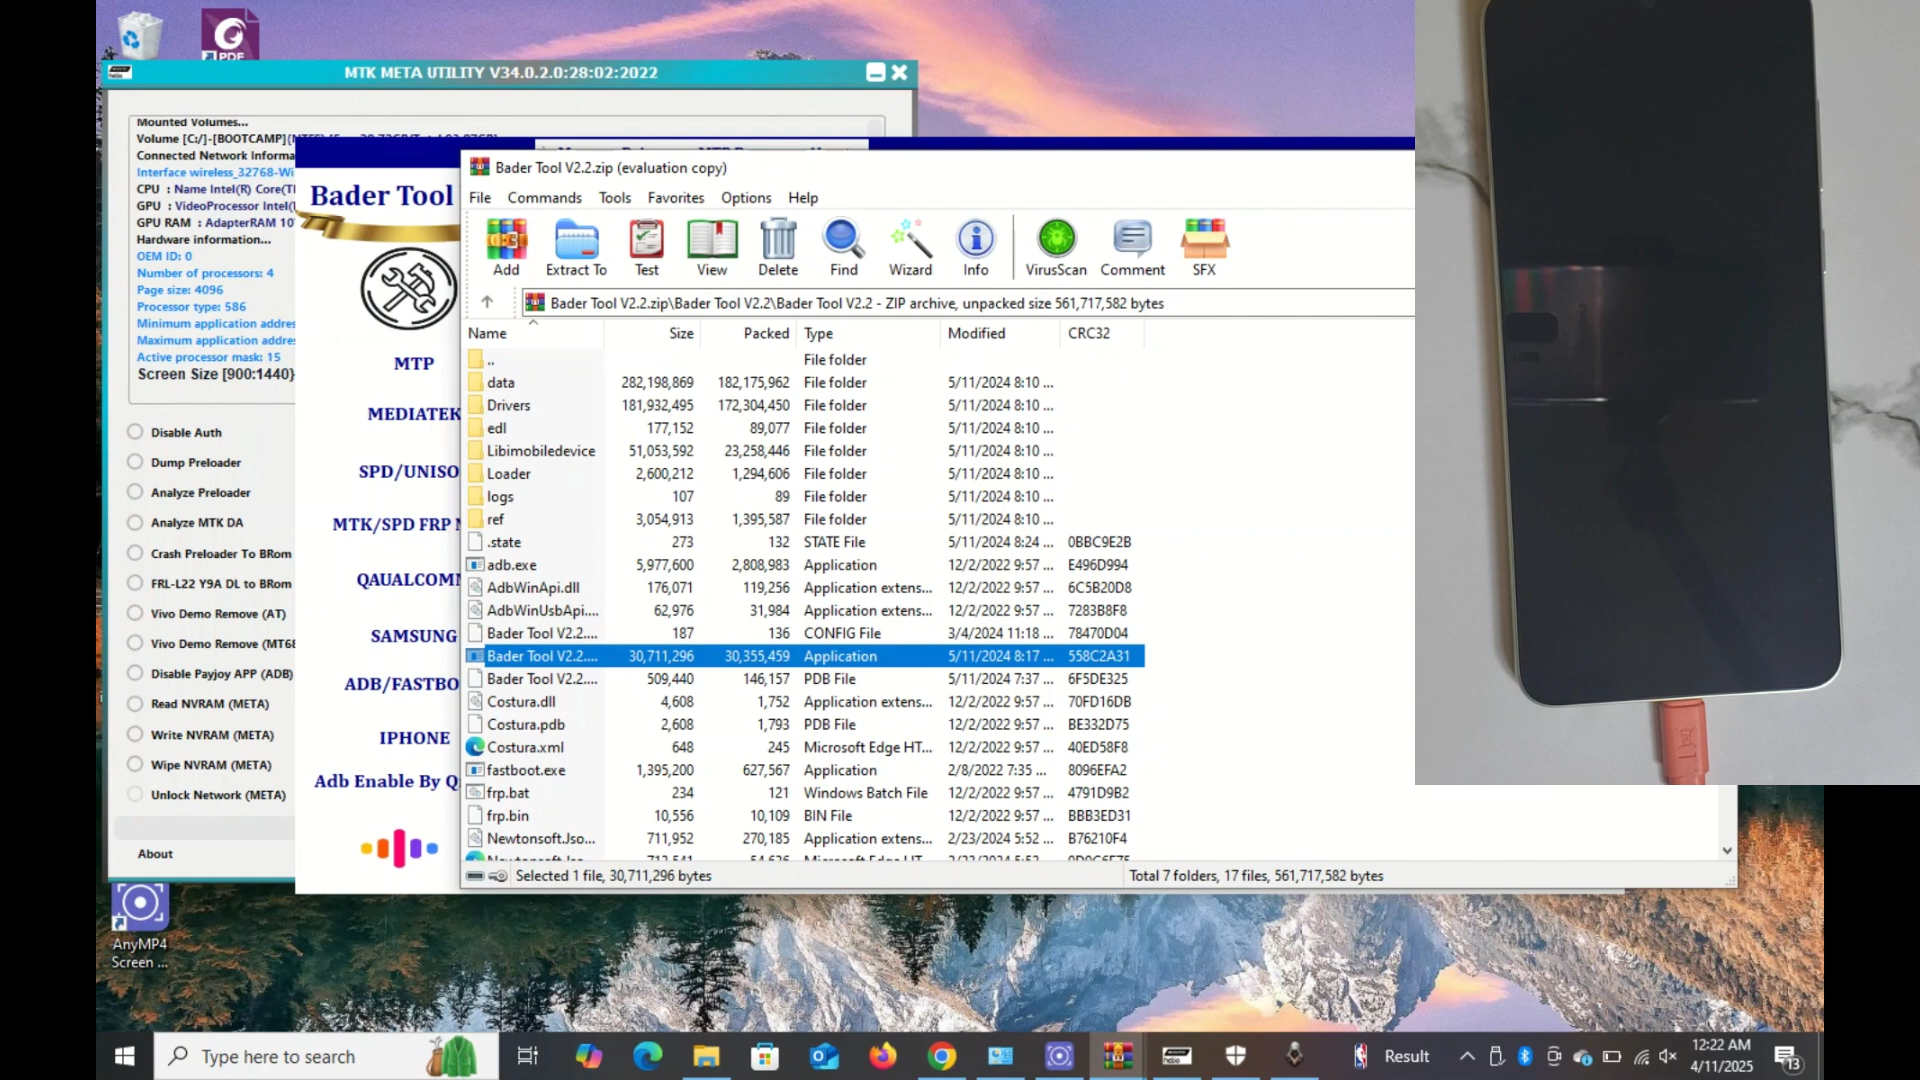 PDF
MTK META UTILITY V34.0.2.0:28:02:2022
Mounted Volumes...
Volume [C:/]-[BOOTCAMP]
Connected Network Informa
Interface wireless_32768-Wi
CPU : Name Intel(R) Core(T
GPU : VideoProcessor Intel(
GPU RAM : AdapterRAM 10
Hardware information...
OEM ID: 0
Number of processors: 4
Page size: 4096
Processor type: 586
Minimum application addre
Maximum application addre
Active processor mask: 15
Screen Size [900:1440}
Disable Auth
Dump Preloader
Analyze Preloader
Analyze MTK DA
Crash Preloader To BRom
FRL-L22 Y9A DL to BRom
Vivo Demo Remove (AT)
Vivo Demo Remove (MT68
Disable Payjoy APP (ADB)
Read NVRAM (META)
Write NVRAM (META)
Wipe NVRAM (META)
Unlock Network (META)
About
Bader Tool
MTP
MEDIATEK
SPD/UNISO
MTK/SPD FRP
QAUALCOM
SAMSUNG
ADB/FASTBO
IPHONE
Adb Enable By Q
Bader Tool V2.2.zip (evaluation copy)
File Commands Tools Favorites Options Help
Add Extract To Test View Delete Find Wizard Info VirusScan Comment SFX
Bader Tool V2.2.zip\Bader Tool V2.2\Bader Tool V2.2 - ZIP archive, unpacked size 561,717,582 bytes
Name Size Packed Type Modified CRC32
.. File folder
data 282,198,869 182,175,962 File folder 5/11/2024 8:10 ...
Drivers 181,932,495 172,304,450 File folder 5/11/2024 8:10 ...
edl 177,152 89,077 File folder 5/11/2024 8:10 ...
Libimobiledevice 51,053,592 23,258,446 File folder 5/11/2024 8:10 ...
Loader 2,600,212 1,294,606 File folder 5/11/2024 8:10 ...
logs 107 89 File folder 5/11/2024 8:10 ...
ref 3,054,913 1,395,587 File folder 5/11/2024 8:10 ...
.state 273 132 STATE File 5/11/2024 8:24 ... 0BBC9E2B
adb.exe 5,977,600 2,808,983 Application 12/2/2022 9:57 ... E496D994
AdbWinApi.dll 176,071 119,256 Application extens... 12/2/2022 9:57 ... 6C5B20D8
AdbWinUsbApi.... 62,976 31,984 Application extens... 12/2/2022 9:57 ... 7283B8F8
Bader Tool V2.2.... 187 136 CONFIG File 3/4/2024 11:18 ... 78470D04
Bader Tool V2.2.... 30,711,296 30,355,459 Application 5/11/2024 8:17 ... 558C2A31
Bader Tool V2.2.... 509,440 146,157 PDB File 5/11/2024 7:37 ... 6F5DE325
Costura.dll 4,608 1,752 Application extens... 12/2/2022 9:57 ... 70FD16DB
Costura.pdb 2,608 1,793 PDB File 12/2/2022 9:57 ... BE332D75
Costura.xml 648 245 Microsoft Edge HT... 12/2/2022 9:57 ... 40ED58F8
fastboot.exe 1,395,200 627,567 Application 2/8/2022 7:35 ... 8096EFA2
frp.bat 234 121 Windows Batch File 12/2/2022 9:57 ... 4791D9B2
frp.bin 10,556 10,109 BIN File 12/2/2022 9:57 ... BBB3ED31
Newtonsoft.Jso... 711,952 270,185 Application extens... 2/23/2024 5:52 ... B76210F4
Selected 1 file, 30,711,296 bytes
Total 7 folders, 17 files, 561,717,582 bytes
AnyMP4
Screen ...
Type here to search
Result
12:22 AM
4/11/2025
13